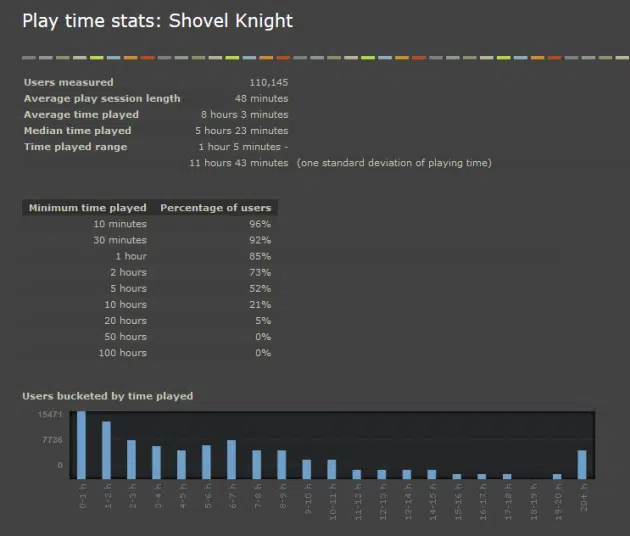 Play time stats: Shovel Knight
Users measured 110,145
Average play session length 48 minutes
Average time played 8 hours 3 minutes
Median time played 5 hours 23 minutes
Time played range 1 hour 5 minutes -
11 hours 43 minutes (one standard deviation of playing time)
Minimum time played Percentage of users
10 minutes 96%
30 minutes 92%
1 hour 85%
2 hours 73%
5 hours 52%
10 hours 21%
20 hours 5%
50 hours 0%
100 hours 0%
Users bucketed by time played
15471
7736
0
0-1 h
1-2 h
2-3 h
3-4 h
4-5 h
5-6 h
6-7 h
7-8 h
8-9 h
9-10 h
10-11 h
11-12 h
12-13 h
13-14 h
14-15 h
15-16 h
16-17 h
17-18 h
18-19 h
19-20 h
20+ h